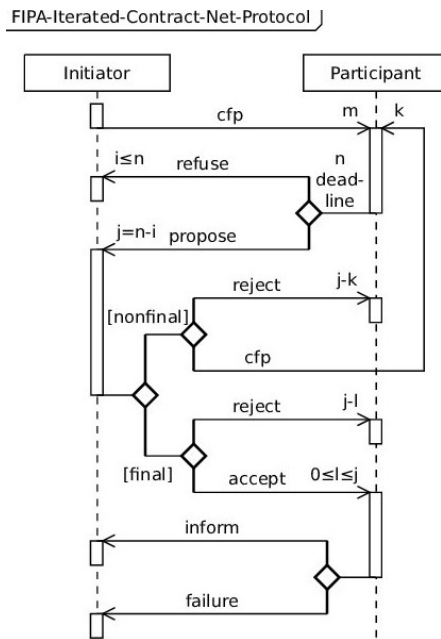 FIPA-Iterated-Contract-Net-Protocol
Initiator
Participant
cfp
m
k
i≤n
refuse
n
dead-
line
j=n-i
propose
reject
j-k
[nonfinal]
cfp
reject
j-l
[final]
accept
0≤l≤j
inform
failure